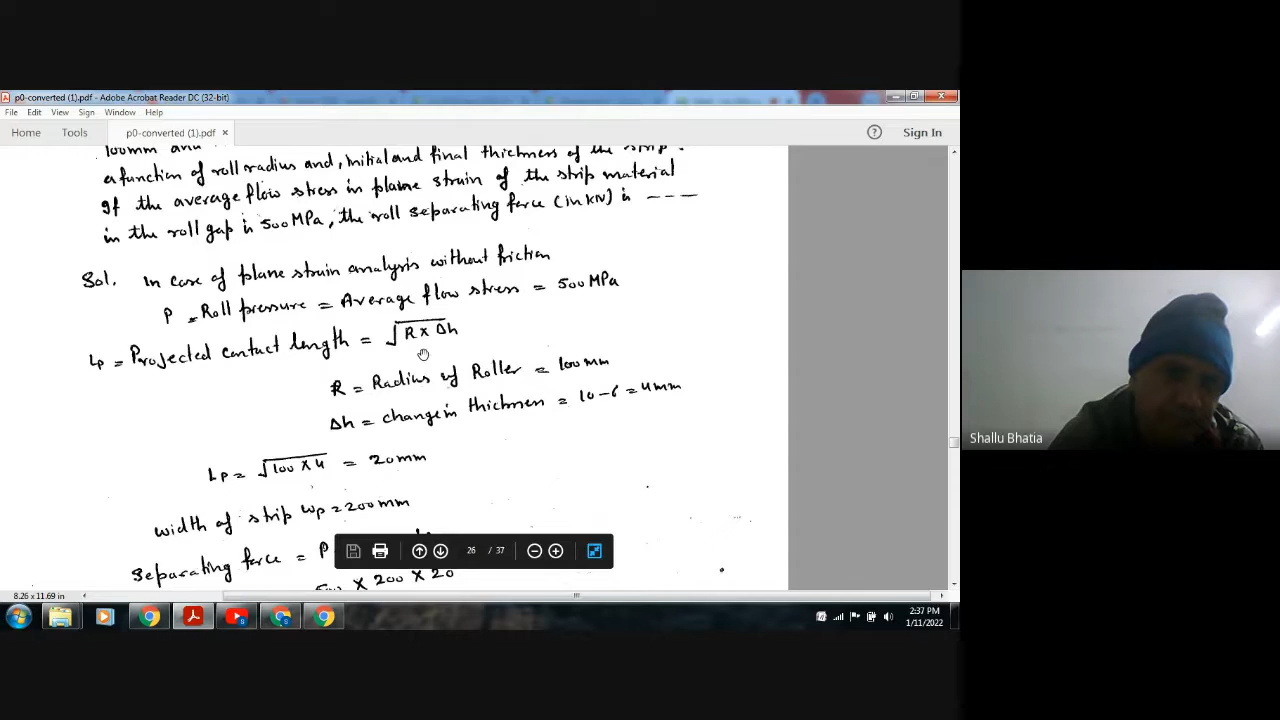 p0-converted (1).pdf - Adobe Acrobat Reader DC (32-bit)
File Edit View Sign Window Help
Home Tools p0-converted (1).pdf × ? Sign In
100mm and
a function of roll radius and, initial and final thickness of the strip.
If the average flow stress in plane strain of the strip material
in the roll gap is 500 MPa, the roll separating force (in kN) is ---
Sol. In case of plane strain analysis without friction
P = Roll pressure = Average flow stress = 500 MPa
Lp = Projected contact length = √R × Δh
R = Radius of Roller = 100 mm
Δh = change in thickness = 10-6 = 4mm
Lp = √100 × 4 = 20mm
width of strip wp = 200mm
Separating force = P
× 200 × 20
26 / 37
8.26 x 11.69 in
2:37 PM
1/11/2022
Shallu Bhatia